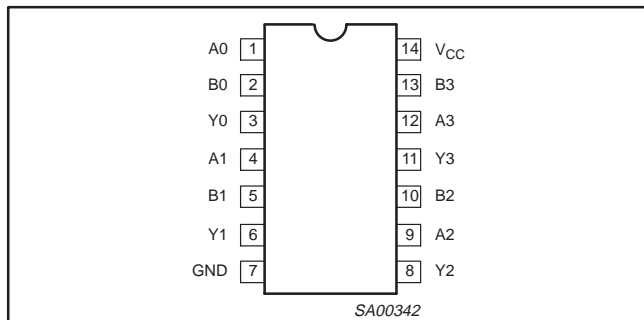 A0 1 14 VCC
B0 2 13 B3
Y0 3 12 A3
A1 4 11 Y3
B1 5 10 B2
Y1 6 9 A2
GND 7 8 Y2
SA00342